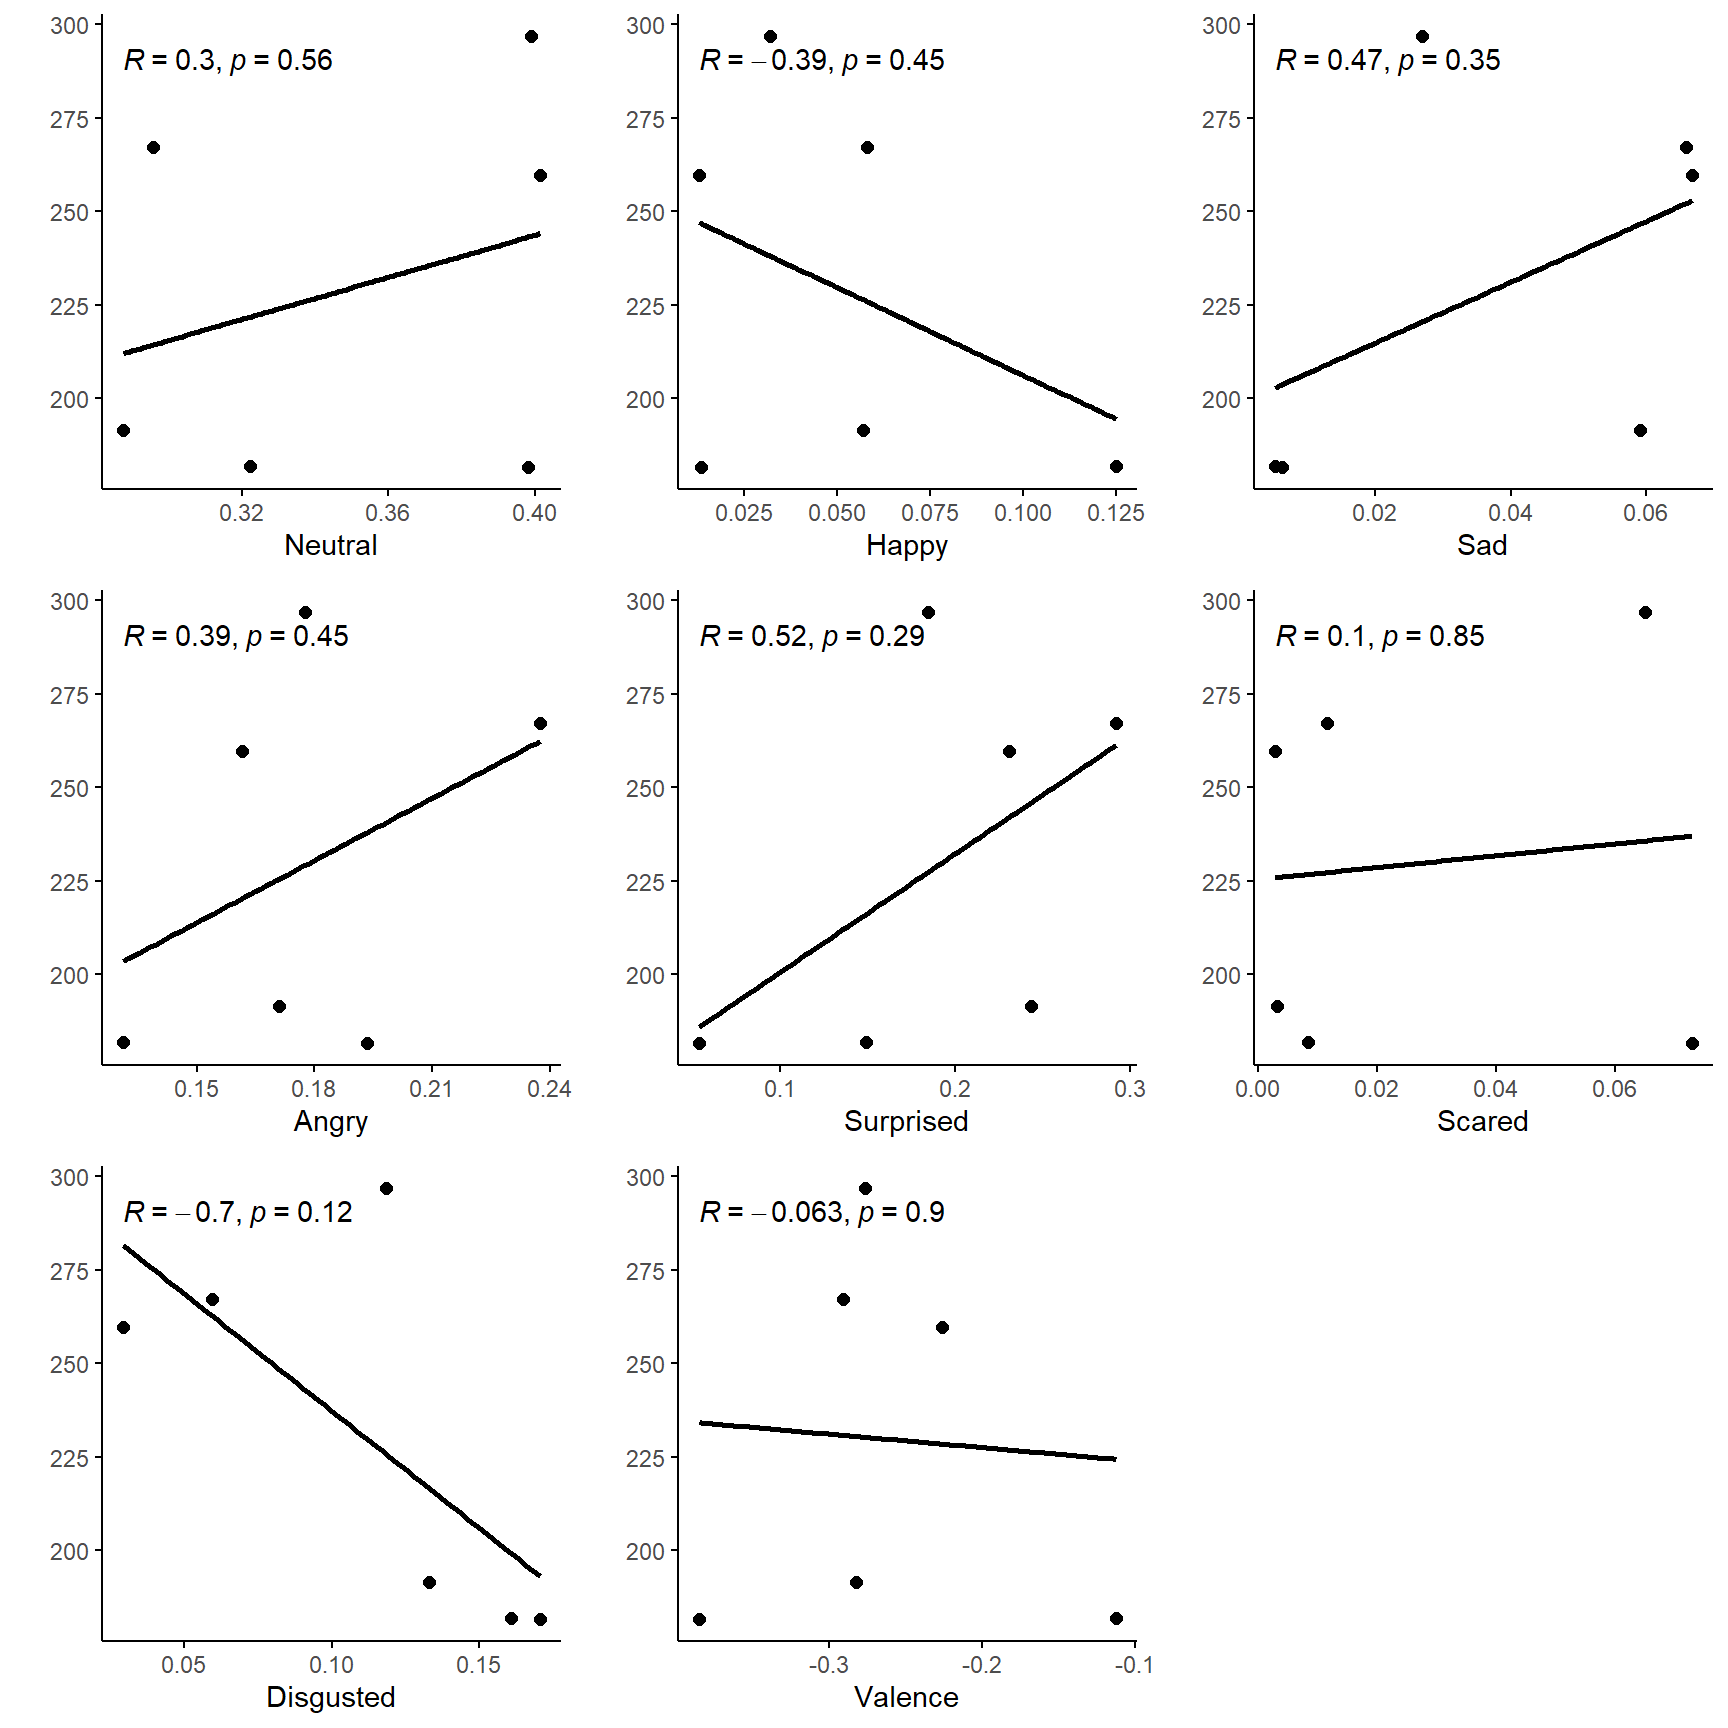 300
R = 0.3, p = 0.56
275
250
225
200
0.32 0.36 0.40
Neutral
300
R = −0.39, p = 0.45
275
250
225
200
0.025 0.050 0.075 0.100 0.125
Happy
300
R = 0.47, p = 0.35
275
250
225
200
0.02 0.04 0.06
Sad
300
R = 0.39, p = 0.45
275
250
225
200
0.15 0.18 0.21 0.24
Angry
300
R = 0.52, p = 0.29
275
250
225
200
0.1 0.2 0.3
Surprised
300
R = 0.1, p = 0.85
275
250
225
200
0.00 0.02 0.04 0.06
Scared
300
R = −0.7, p = 0.12
275
250
225
200
0.05 0.10 0.15
Disgusted
300
R = −0.063, p = 0.9
275
250
225
200
-0.3 -0.2 -0.1
Valence